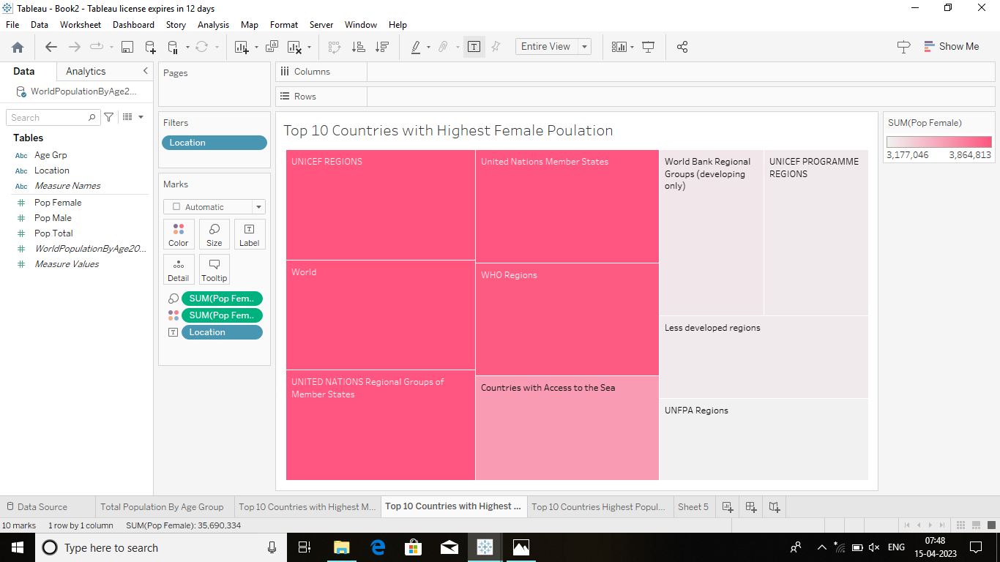 Tableau - Book2 - Tableau license expires in 12 days
File Data Worksheet Dashboard Story Analysis Map Format Server Window Help
Entire View
Show Me
Data Analytics
WorldPopulationByAge2...
Search
Tables
Abc Age Grp
Abc Location
Abc Measure Names
# Pop Female
# Pop Male
# Pop Total
# WorldPopulationByAge20...
# Measure Values
Pages
Filters
Location
Marks
Automatic
Color Size Label
Detail Tooltip
SUM(Pop Fem..
SUM(Pop Fem..
Location
Columns
Rows
Top 10 Countries with Highest Female Poulation
UNICEF REGIONS
World
UNITED NATIONS Regional Groups of
Member States
United Nations Member States
WHO Regions
Countries with Access to the Sea
World Bank Regional
Groups (developing
only)
UNICEF PROGRAMME
REGIONS
Less developed regions
UNFPA Regions
SUM(Pop Female)
3,177,046 3,864,813
Data Source Total Population By Age Group Top 10 Countries with Highest M... Top 10 Countries with Highest ... Top 10 Countries Highest Popul... Sheet 5
10 marks 1 row by 1 column SUM(Pop Female): 35,690,334
Type here to search
ENG
07:48
15-04-2023